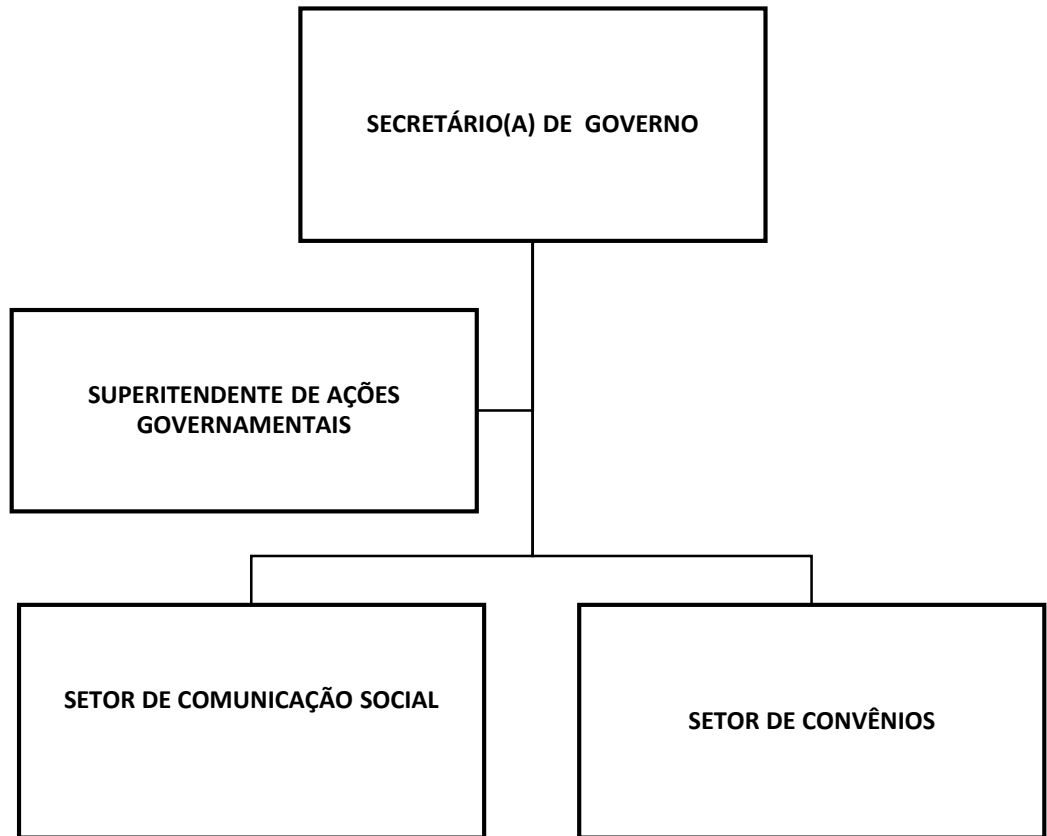 SECRETÁRIO(A) DE GOVERNO
SUPERITENDENTE DE AÇÕES
GOVERNAMENTAIS
SETOR DE COMUNICAÇÃO SOCIAL
SETOR DE CONVÊNIOS